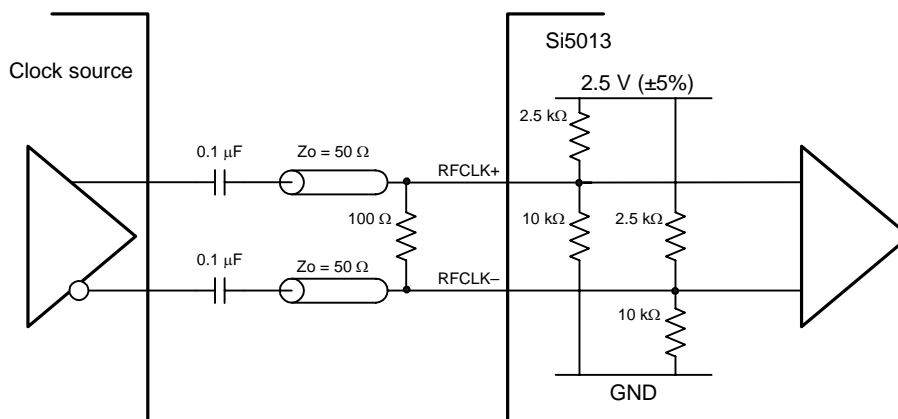 Si5013
Clock source
2.5 V (±5%)
2.5 kΩ
0.1 μF
Zo = 50 Ω
RFCLK+
100 Ω
10 kΩ
2.5 kΩ
0.1 μF
Zo = 50 Ω
RFCLK–
10 kΩ
GND